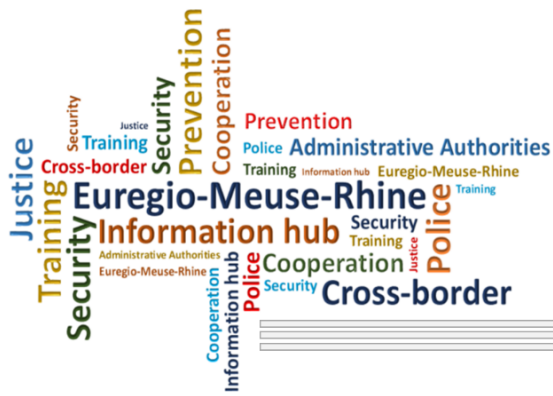 Prevention
Cooperation
Security
Security
Justice
Training
Prevention
Police
Administrative Authorities
Justice
Cross-border
Training
Information hub
Euregio-Meuse-Rhine
Training
Euregio-Meuse-Rhine
Training
Police
Security
Information hub
Security
Training
Justice
Administrative Authorities
Euregio-Meuse-Rhine
Information hub
Police
Cooperation
Cooperation
Security
Cross-border